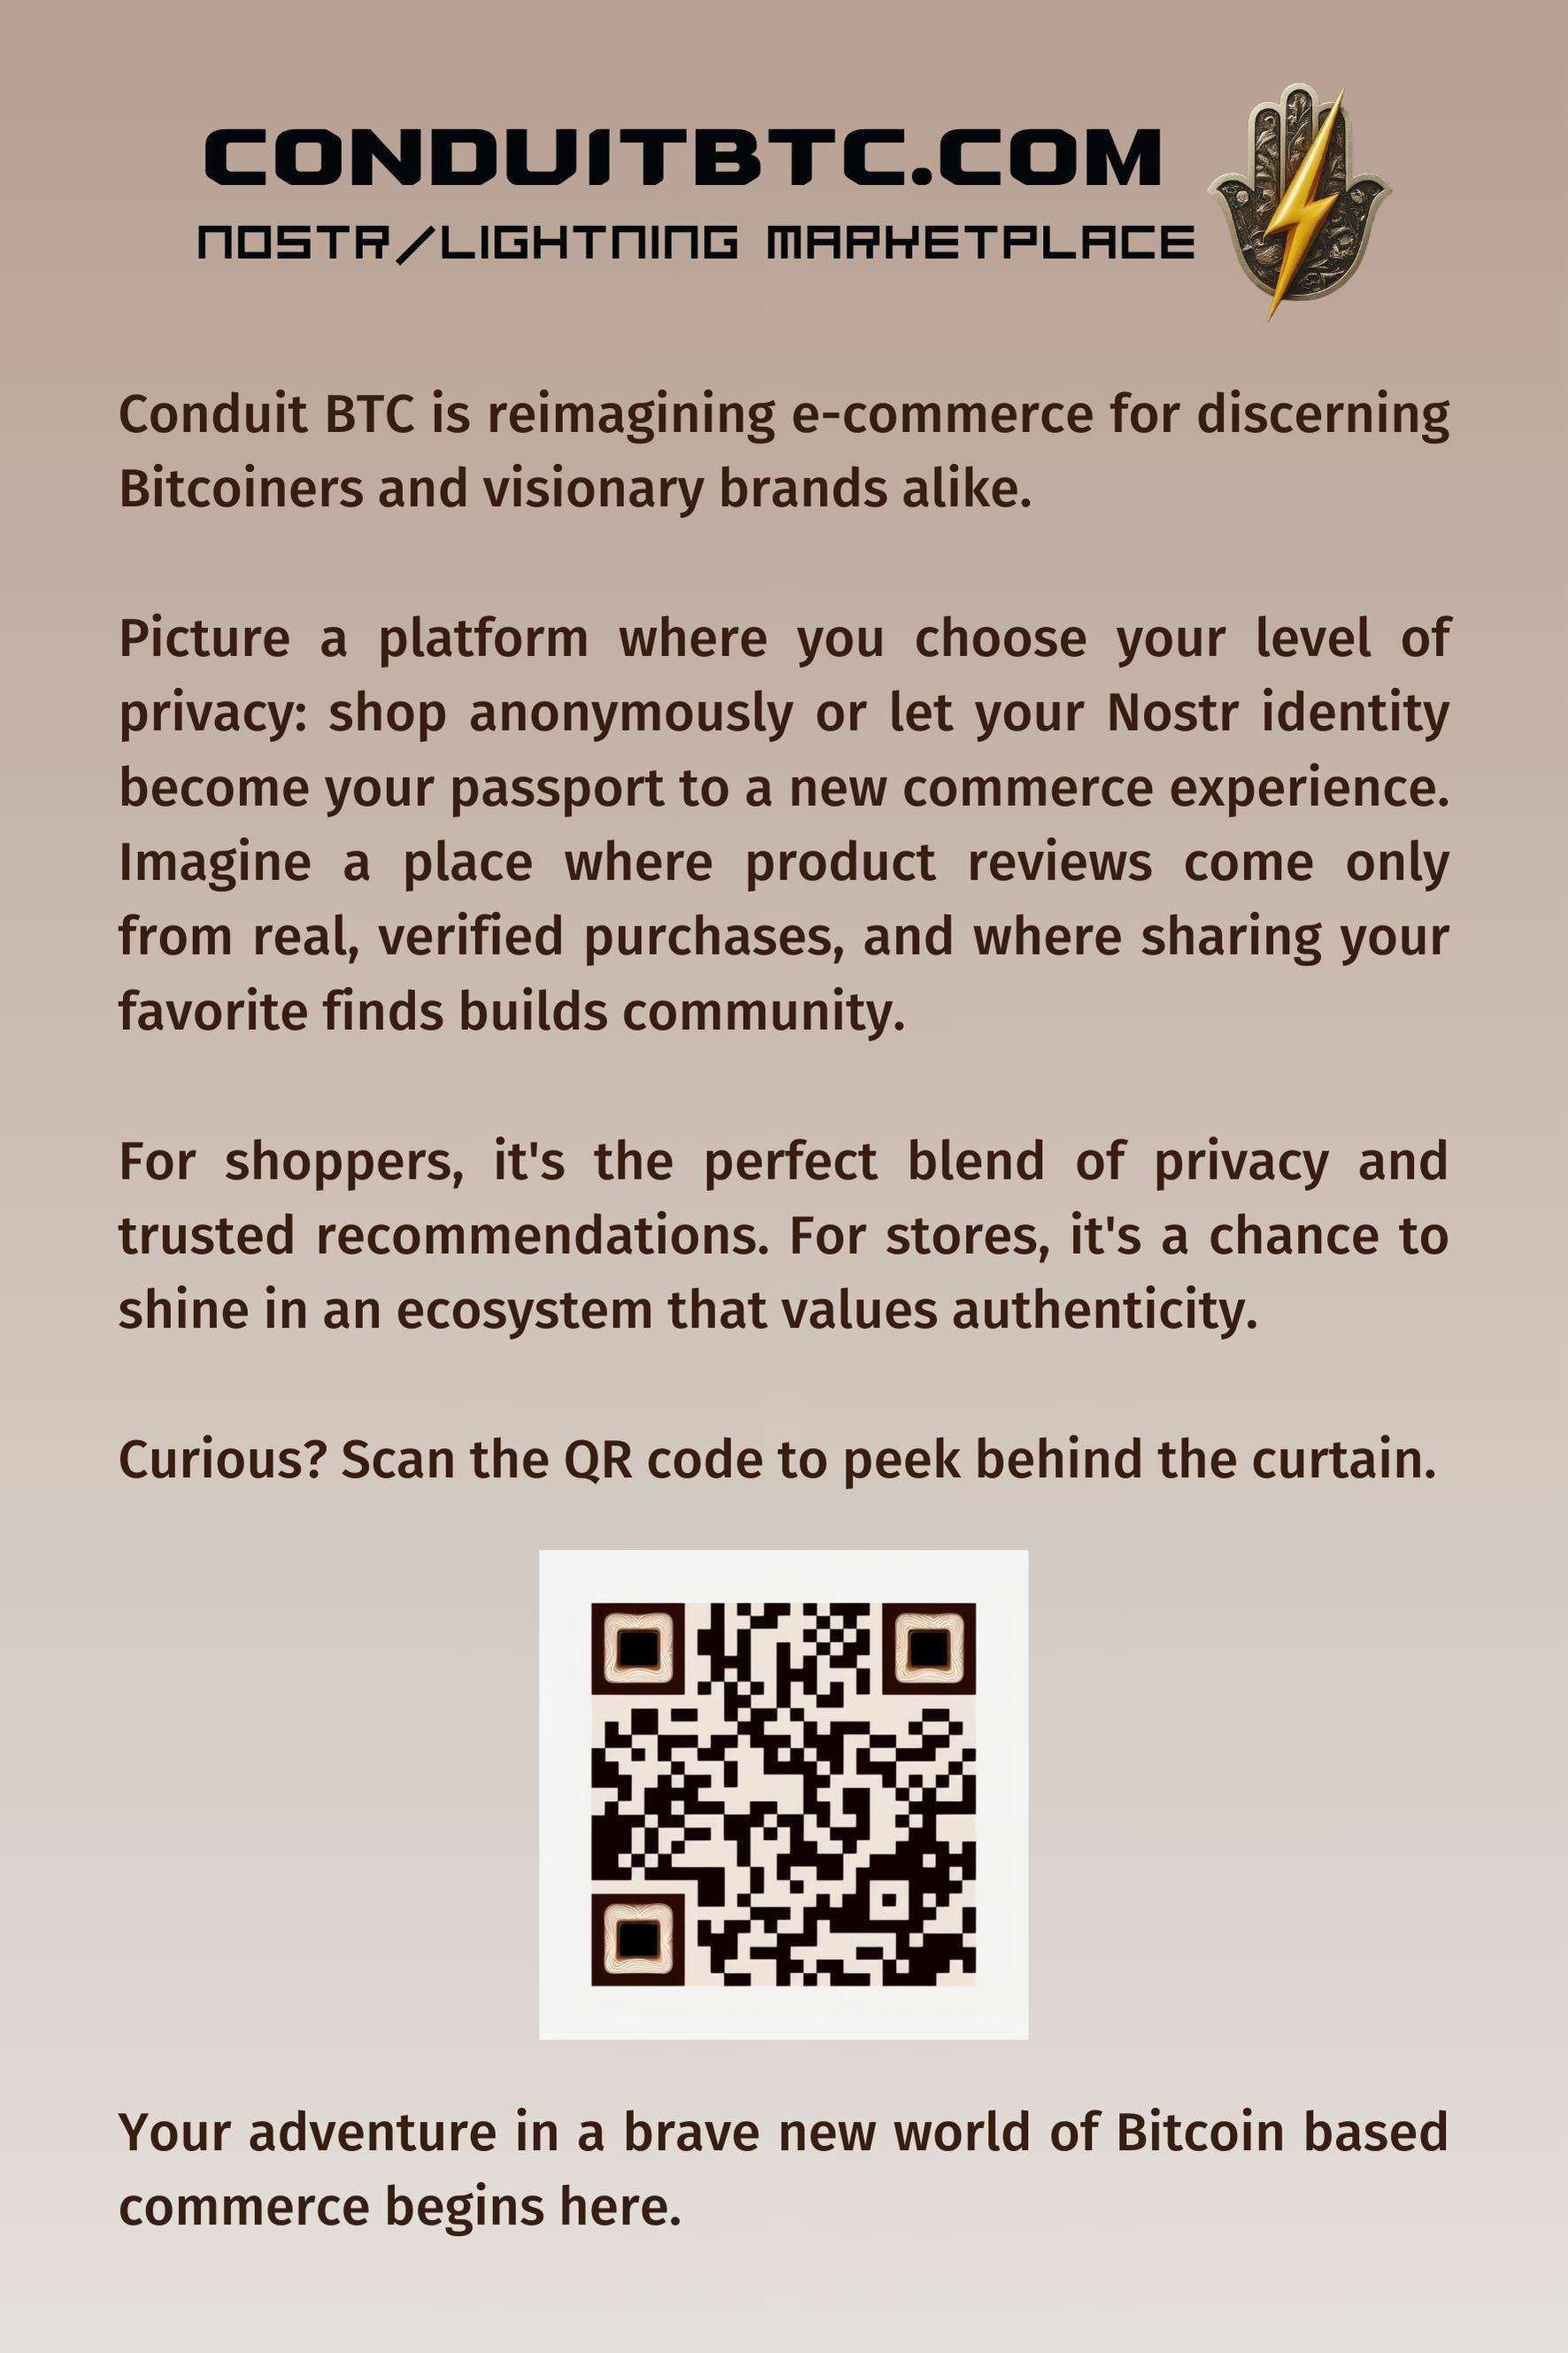 CONDUITBTC.COM
NOSTR/LIGHTNING MARKETPLACE
Conduit BTC is reimagining e-commerce for discerning
Bitcoiners and visionary brands alike.
Picture a platform where you choose your level of
privacy: shop anonymously or let your Nostr identity
become your passport to a new commerce experience.
Imagine a place where product reviews come only
from real, verified purchases, and where sharing your
favorite finds builds community.
For shoppers, it's the perfect blend of privacy and
trusted recommendations. For stores, it's a chance to
shine in an ecosystem that values authenticity.
Curious? Scan the QR code to peek behind the curtain.
Your adventure in a brave new world of Bitcoin based
commerce begins here.